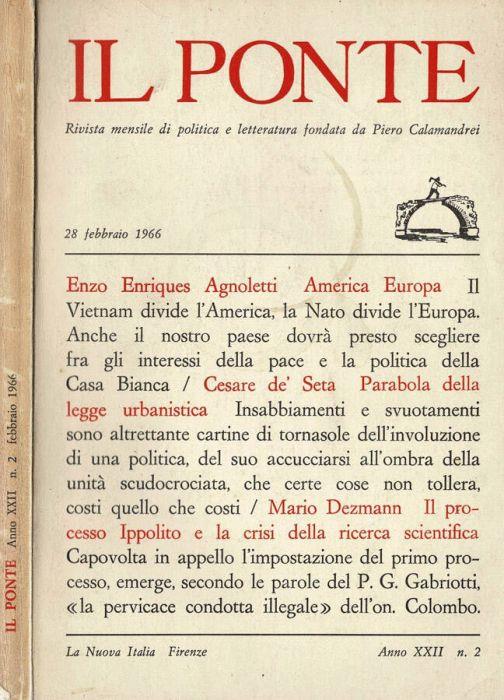 IL PONTE
Rivista mensile di politica e letteratura fondata da Piero Calamandrei
28 febbraio 1966
Enzo Enriques Agnoletti America Europa Il
Vietnam divide l'America, la Nato divide l'Europa.
Anche il nostro paese dovrà presto scegliere
fra gli interessi della pace e la politica della
Casa Bianca / Cesare de' Seta Parabola della
legge urbanistica Insabbiamenti e svuotamenti
sono altrettante cartine di tornasole dell'involuzione
di una politica, del suo accucciarsi all'ombra della
unità scudocrociata, che certe cose non tollera,
costi quello che costi / Mario Dezmann Il pro-
cesso Ippolito e la crisi della ricerca scientifica
Capovolta in appello l'impostazione del primo pro-
cesso, emerge, secondo le parole del P. G. Gabriotti,
«la pervicace condotta illegale» dell'on. Colombo.
La Nuova Italia Firenze Anno XXII n. 2
IL PONTE Anno XXII n. 2 febbraio 1966